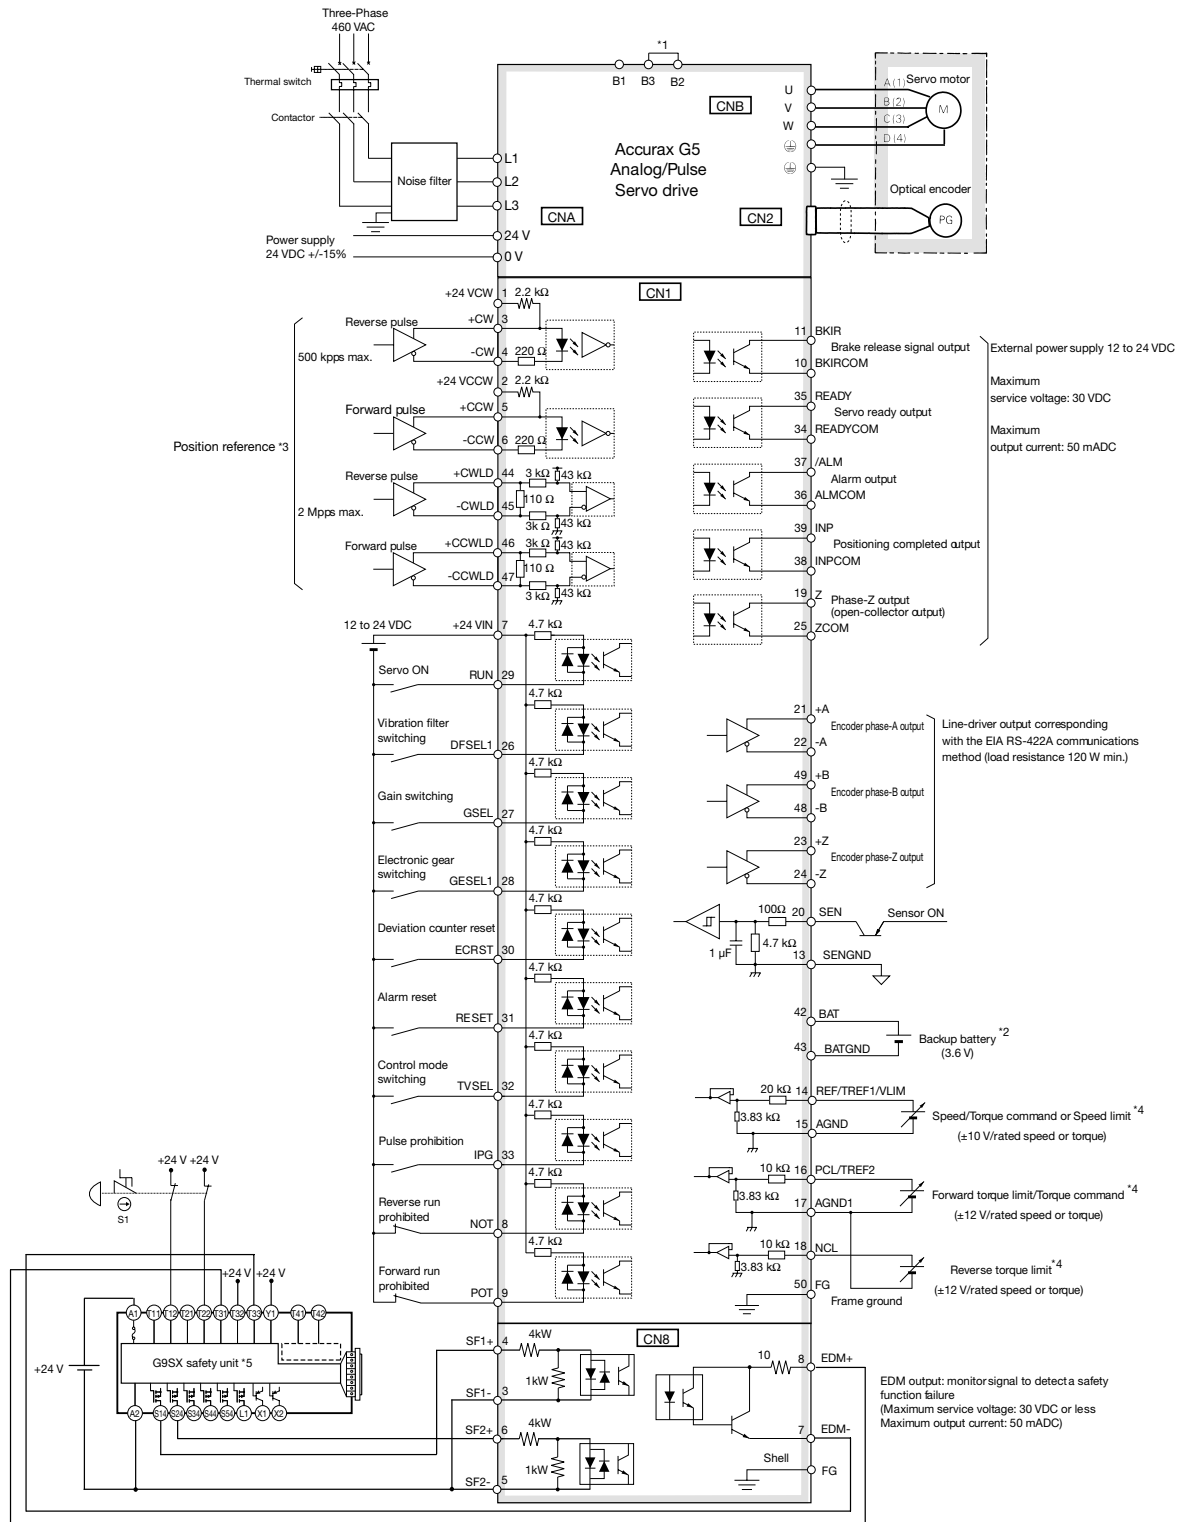 Three-Phase
460 VAC
Thermal switch
Contactor
Noise filter
L1
L2
L3
Power supply
24 VDC +/-15%
24 V
0 V
*1
B1 B3 B2
CNB
Accurax G5
Analog/Pulse
Servo drive
CNA
CN2
U
V
W
Servo motor
A (1)
B (2)
C (3)
D (4)
M
Optical encoder
PG
CN1
+24 VCW 1 2.2 kΩ
Reverse pulse
+CW 3
500 kpps max.
-CW 4 220 Ω
+24 VCCW 2 2.2 kΩ
Forward pulse
+CCW 5
-CCW 6 220 Ω
Position reference *3
Reverse pulse
+CWLD 44 3 kΩ 43 kΩ
110 Ω
2 Mpps max.
-CWLD 45 3k Ω 43 kΩ
Forward pulse
+CCWLD 46 3k Ω 43 kΩ
110 Ω
-CCWLD 47 3 kΩ 43 kΩ
12 to 24 VDC
+24 VIN 7 4.7 kΩ
Servo ON
RUN 29
4.7 kΩ
Vibration filter
switching
DFSEL1 26
4.7 kΩ
Gain switching
GSEL 27
4.7 kΩ
Electronic gear
switching
GESEL1 28
4.7 kΩ
Deviation counter reset
ECRST 30
4.7 kΩ
Alarm reset
RESET 31
4.7 kΩ
Control mode
switching
TVSEL 32
4.7 kΩ
Pulse prohibition
IPG 33
4.7 kΩ
Reverse run
prohibited
NOT 8
4.7 kΩ
Forward run
prohibited
POT 9
11 BKIR
Brake release signal output
10 BKIRCOM
35 READY
Servo ready output
34 READYCOM
37 /ALM
Alarm output
36 ALMCOM
39 INP
Positioning completed output
38 INPCOM
19 Z
Phase-Z output
(open-collector output)
25 ZCOM
External power supply 12 to 24 VDC
Maximum
service voltage: 30 VDC
Maximum
output current: 50 mADC
21 +A
Encoder phase-A output
22 -A
49 +B
Encoder phase-B output
48 -B
23 +Z
Encoder phase-Z output
24 -Z
Line-driver output corresponding
with the EIA RS-422A communications
method (load resistance 120 W min.)
100Ω 20 SEN
Sensor ON
4.7 kΩ
1 μF
13 SENGND
42 BAT
Backup battery *2
(3.6 V)
43 BATGND
20 kΩ 14 REF/TREF1/VLIM
3.83 kΩ
15 AGND
Speed/Torque command or Speed limit *4
(±10 V/rated speed or torque)
10 kΩ 16 PCL/TREF2
3.83 kΩ
17 AGND1
Forward torque limit/Torque command *4
(±12 V/rated speed or torque)
10 kΩ 18 NCL
3.83 kΩ
Reverse torque limit*4
(±12 V/rated speed or torque)
50 FG
Frame ground
+24 V +24 V
S1
+24 V +24 V
A1 T11 T12 T21 T22 T31 T32 T33 Y1 T41 T42
G9SX safety unit *5
+24 V
A2 S14 S24 S34 S44 S54 L1 X1 X2
CN8
SF1+ 4 4kW
1kW
SF1- 3
SF2+ 6 4kW
1kW
SF2- 5
10 8 EDM+
7 EDM-
Shell
FG
EDM output: monitor signal to detect a safety
function failure
(Maximum service voltage: 30 VDC or less
Maximum output current: 50 mADC)